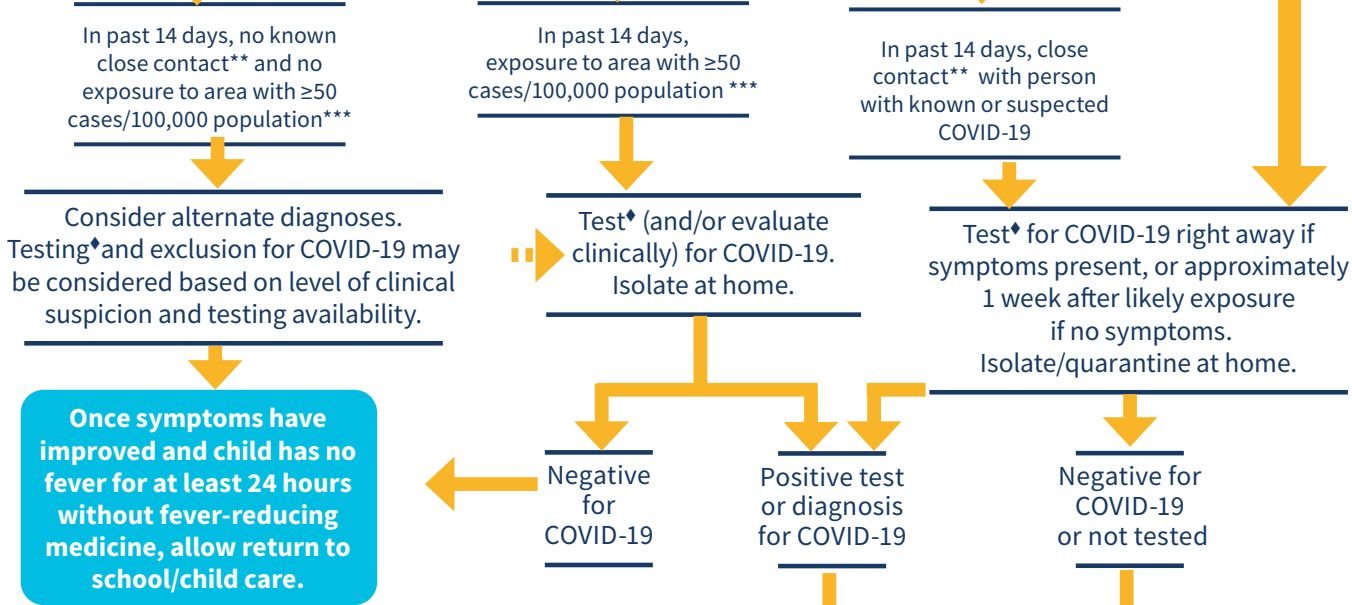 In past 14 days, no known
close contact** and no
exposure to area with ≥50
cases/100,000 population***
In past 14 days,
exposure to area with ≥50
cases/100,000 population ***
In past 14 days, close
contact** with person
with known or suspected
COVID-19
Consider alternate diagnoses.
Testing♦and exclusion for COVID-19 may
be considered based on level of clinical
suspicion and testing availability.
Test♦ (and/or evaluate
clinically) for COVID-19.
Isolate at home.
Test♦ for COVID-19 right away if
symptoms present, or approximately
1 week after likely exposure
if no symptoms.
Isolate/quarantine at home.
Once symptoms have
improved and child has no
fever for at least 24 hours
without fever-reducing
medicine, allow return to
school/child care.
Negative
for
COVID-19
Positive test
or diagnosis
for COVID-19
Negative for
COVID-19
or not tested